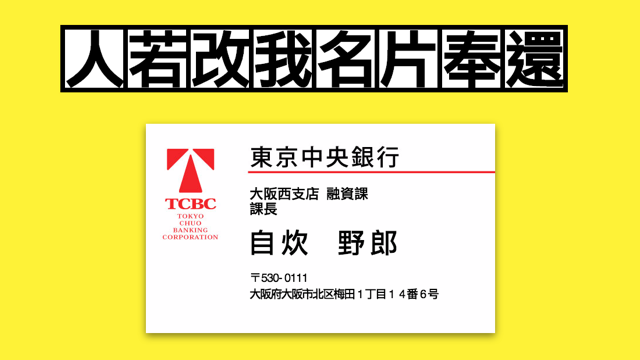 人若改我名片奉還
東京中央銀行
TCBC
TOKYO
CHUO
BANKING
CORPORATION
大阪西支店 融資課
課長
自炊 野郎
〒530-0111
大阪府大阪市北区梅田1丁目14番6号